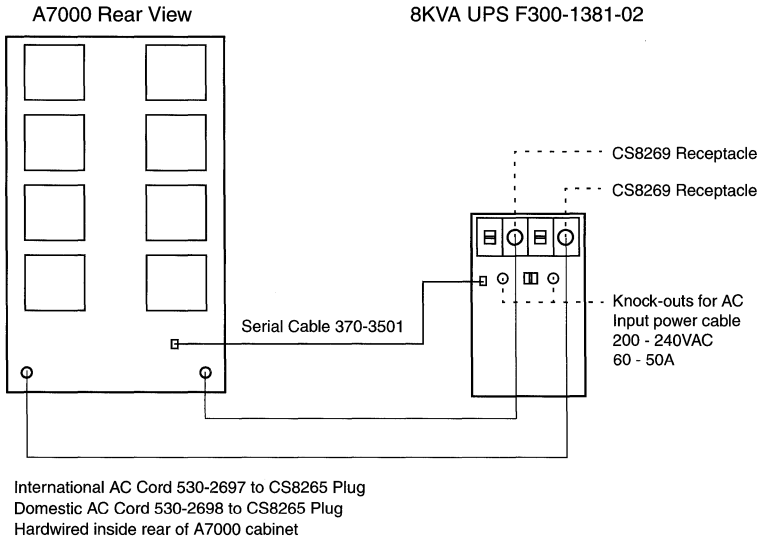 A7000 Rear View
8KVA UPS F300-1381-02
CS8269 Receptacle
CS8269 Receptacle
Serial Cable 370-3501
Knock-outs for AC
Input power cable
200 - 240VAC
60 - 50A
International AC Cord 530-2697 to CS8265 Plug
Domestic AC Cord 530-2698 to CS8265 Plug
Hardwired inside rear of A7000 cabinet